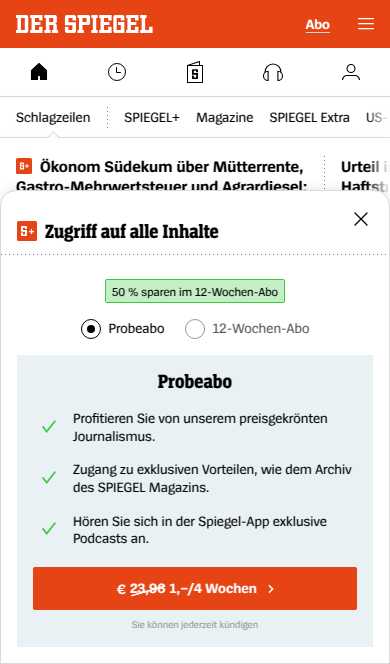 DER SPIEGEL
Abo
Schlagzeilen
SPIEGEL+
Magazine
SPIEGEL Extra
US-
S+ Ökonom Südekum über Mütterrente,
Gastro-Mehrwertsteuer und Agrardiesel:
Urteil i
Haftst
S+ Zugriff auf alle Inhalte
50 % sparen im 12-Wochen-Abo
Probeabo
12-Wochen-Abo
Probeabo
Profitieren Sie von unserem preisgekrönten
Journalismus.
Zugang zu exklusiven Vorteilen, wie dem Archiv
des SPIEGEL Magazins.
Hören Sie sich in der Spiegel-App exklusive
Podcasts an.
€ 23,96 1,–/4 Wochen
Sie können jederzeit kündigen